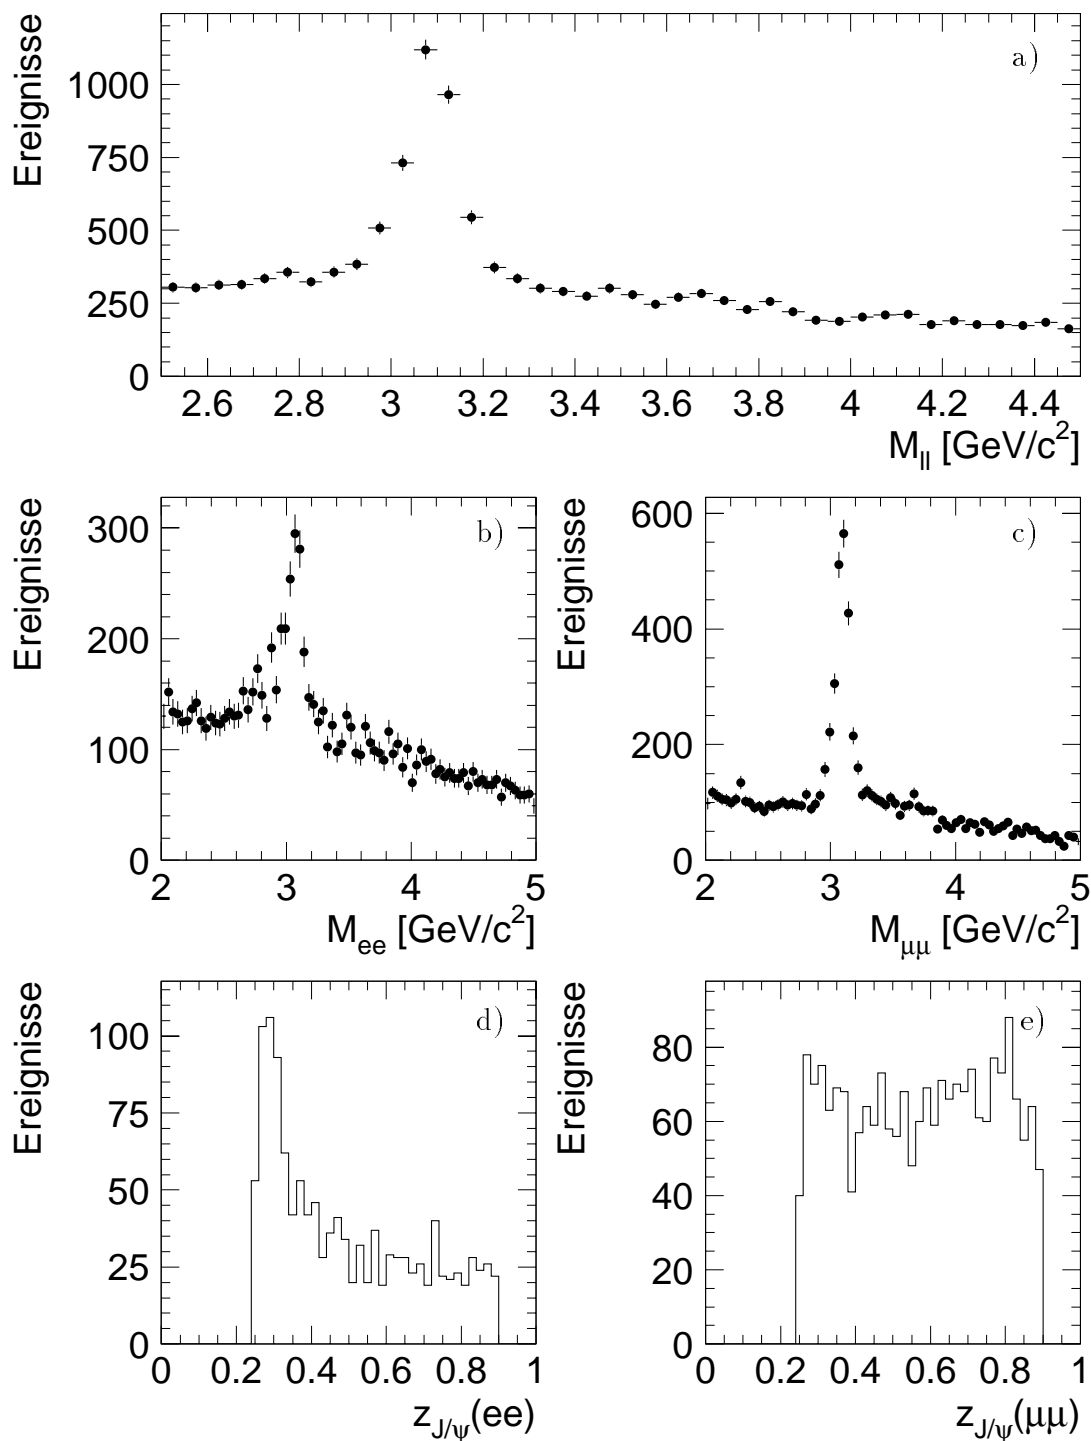 Ereignisse
a)
1000
750
500
250
0
2.6 2.8 3 3.2 3.4 3.6 3.8 4 4.2 4.4
M_ll [GeV/c²]
Ereignisse
b)
300
200
100
0
2 3 4 5
M_ee [GeV/c²]
Ereignisse
c)
600
400
200
0
2 3 4 5
M_μμ [GeV/c²]
Ereignisse
d)
100
75
50
25
0
0 0.2 0.4 0.6 0.8 1
z_J/ψ(ee)
Ereignisse
e)
80
60
40
20
0
0 0.2 0.4 0.6 0.8 1
z_J/ψ(μμ)